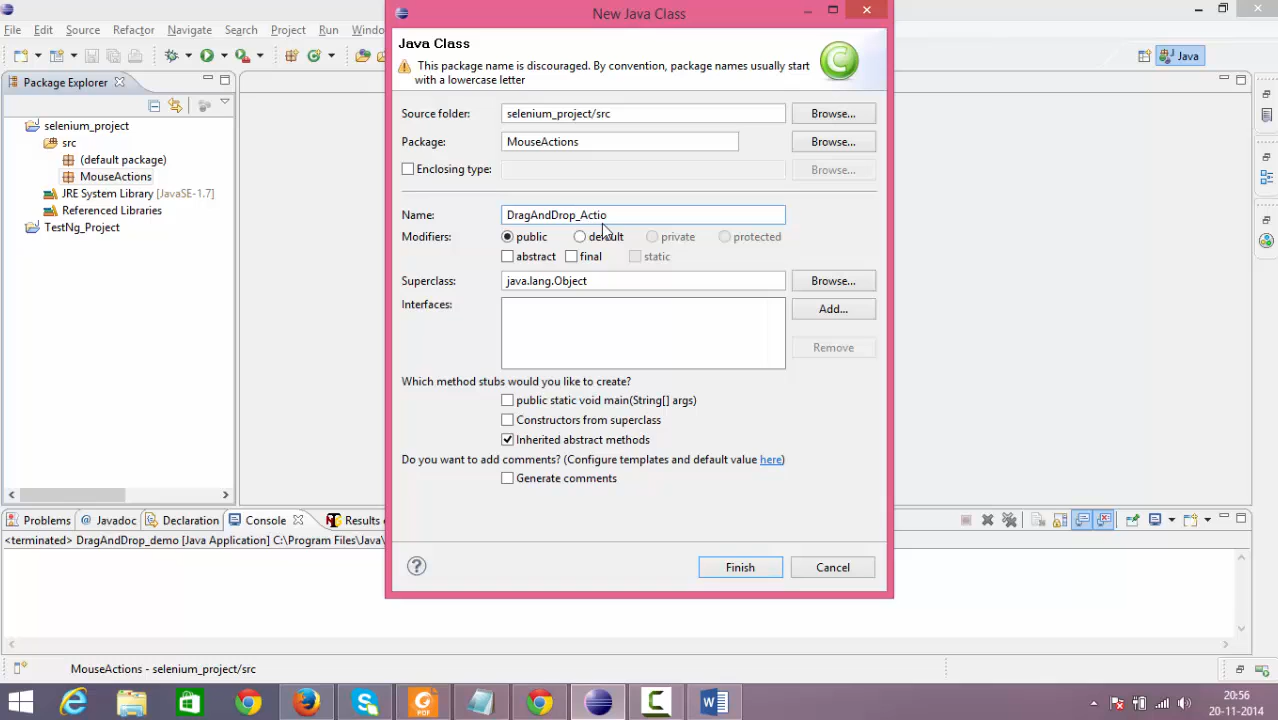 New Java Class
File Edit Source Refactor Navigate Search Project Run Windo
Java Class
This package name is discouraged. By convention, package names usually start
with a lowercase letter
Java
Package Explorer
Source folder: selenium_project/src Browse...
selenium_project
src
Package: MouseActions Browse...
(default package)
Enclosing type: Browse...
MouseActions
JRE System Library [JavaSE-1.7]
Referenced Libraries
Name: DragAndDrop_Actio
TestNg_Project
Modifiers: public default private protected
abstract final static
Superclass: java.lang.Object Browse...
Interfaces: Add...
Remove
Which method stubs would you like to create?
public static void main(String[] args)
Constructors from superclass
Inherited abstract methods
Do you want to add comments? (Configure templates and default value here)
Generate comments
Problems Javadoc Declaration Console Results
<terminated> DragAndDrop_demo [Java Application] C:\Program Files\Java\
Finish Cancel
MouseActions - selenium_project/src
PDF
20:56
20-11-2014